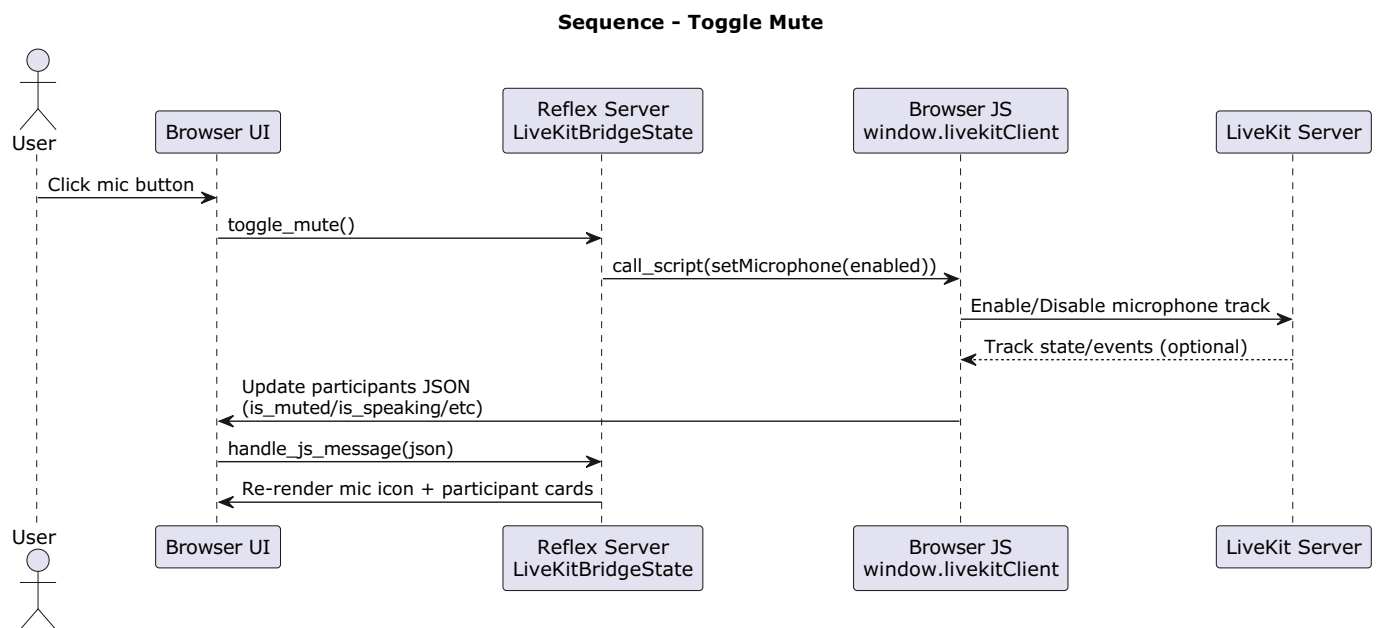 Sequence - Toggle Mute
User
Browser UI
Reflex Server
LiveKitBridgeState
Browser JS
window.livekitClient
LiveKit Server
Click mic button
toggle_mute()
call_script(setMicrophone(enabled))
Enable/Disable microphone track
Track state/events (optional)
Update participants JSON
(is_muted/is_speaking/etc)
handle_js_message(json)
Re-render mic icon + participant cards
User
Browser UI
Reflex Server
LiveKitBridgeState
Browser JS
window.livekitClient
LiveKit Server